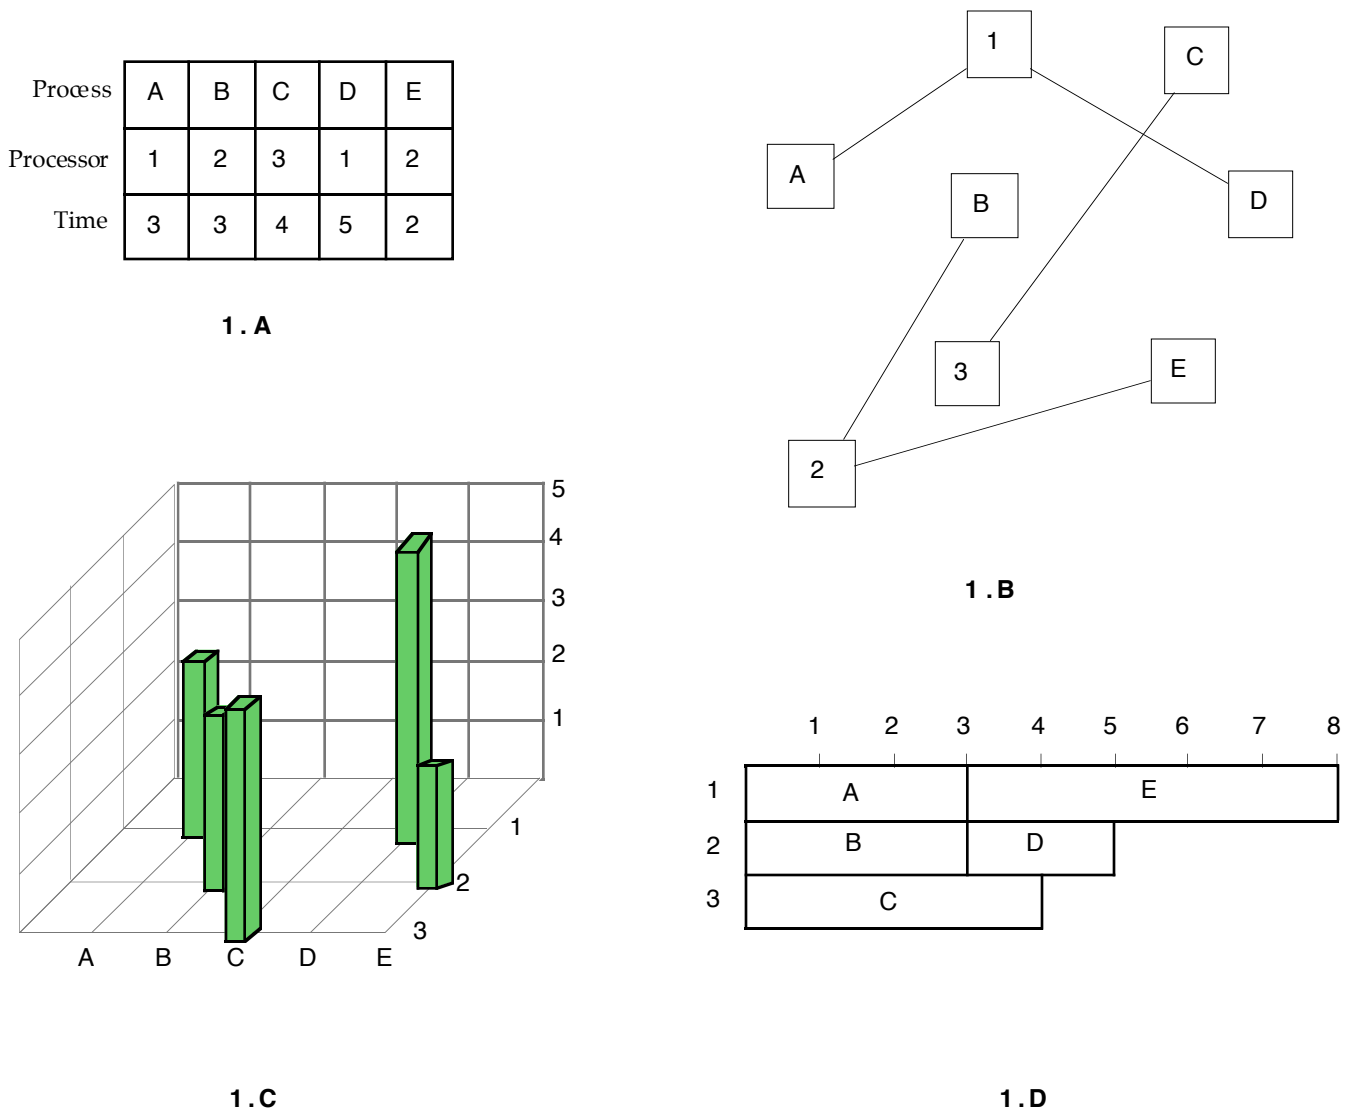 Process A B C D E
Processor 1 2 3 1 2
Time 3 3 4 5 2
1.A
1
C
A
B
D
3
E
2
1.B
5
4
3
2
1
1
2
3
A B C D E
1.C
1 2 3 4 5 6 7 8
1 A E
2 B D
3 C
1.D